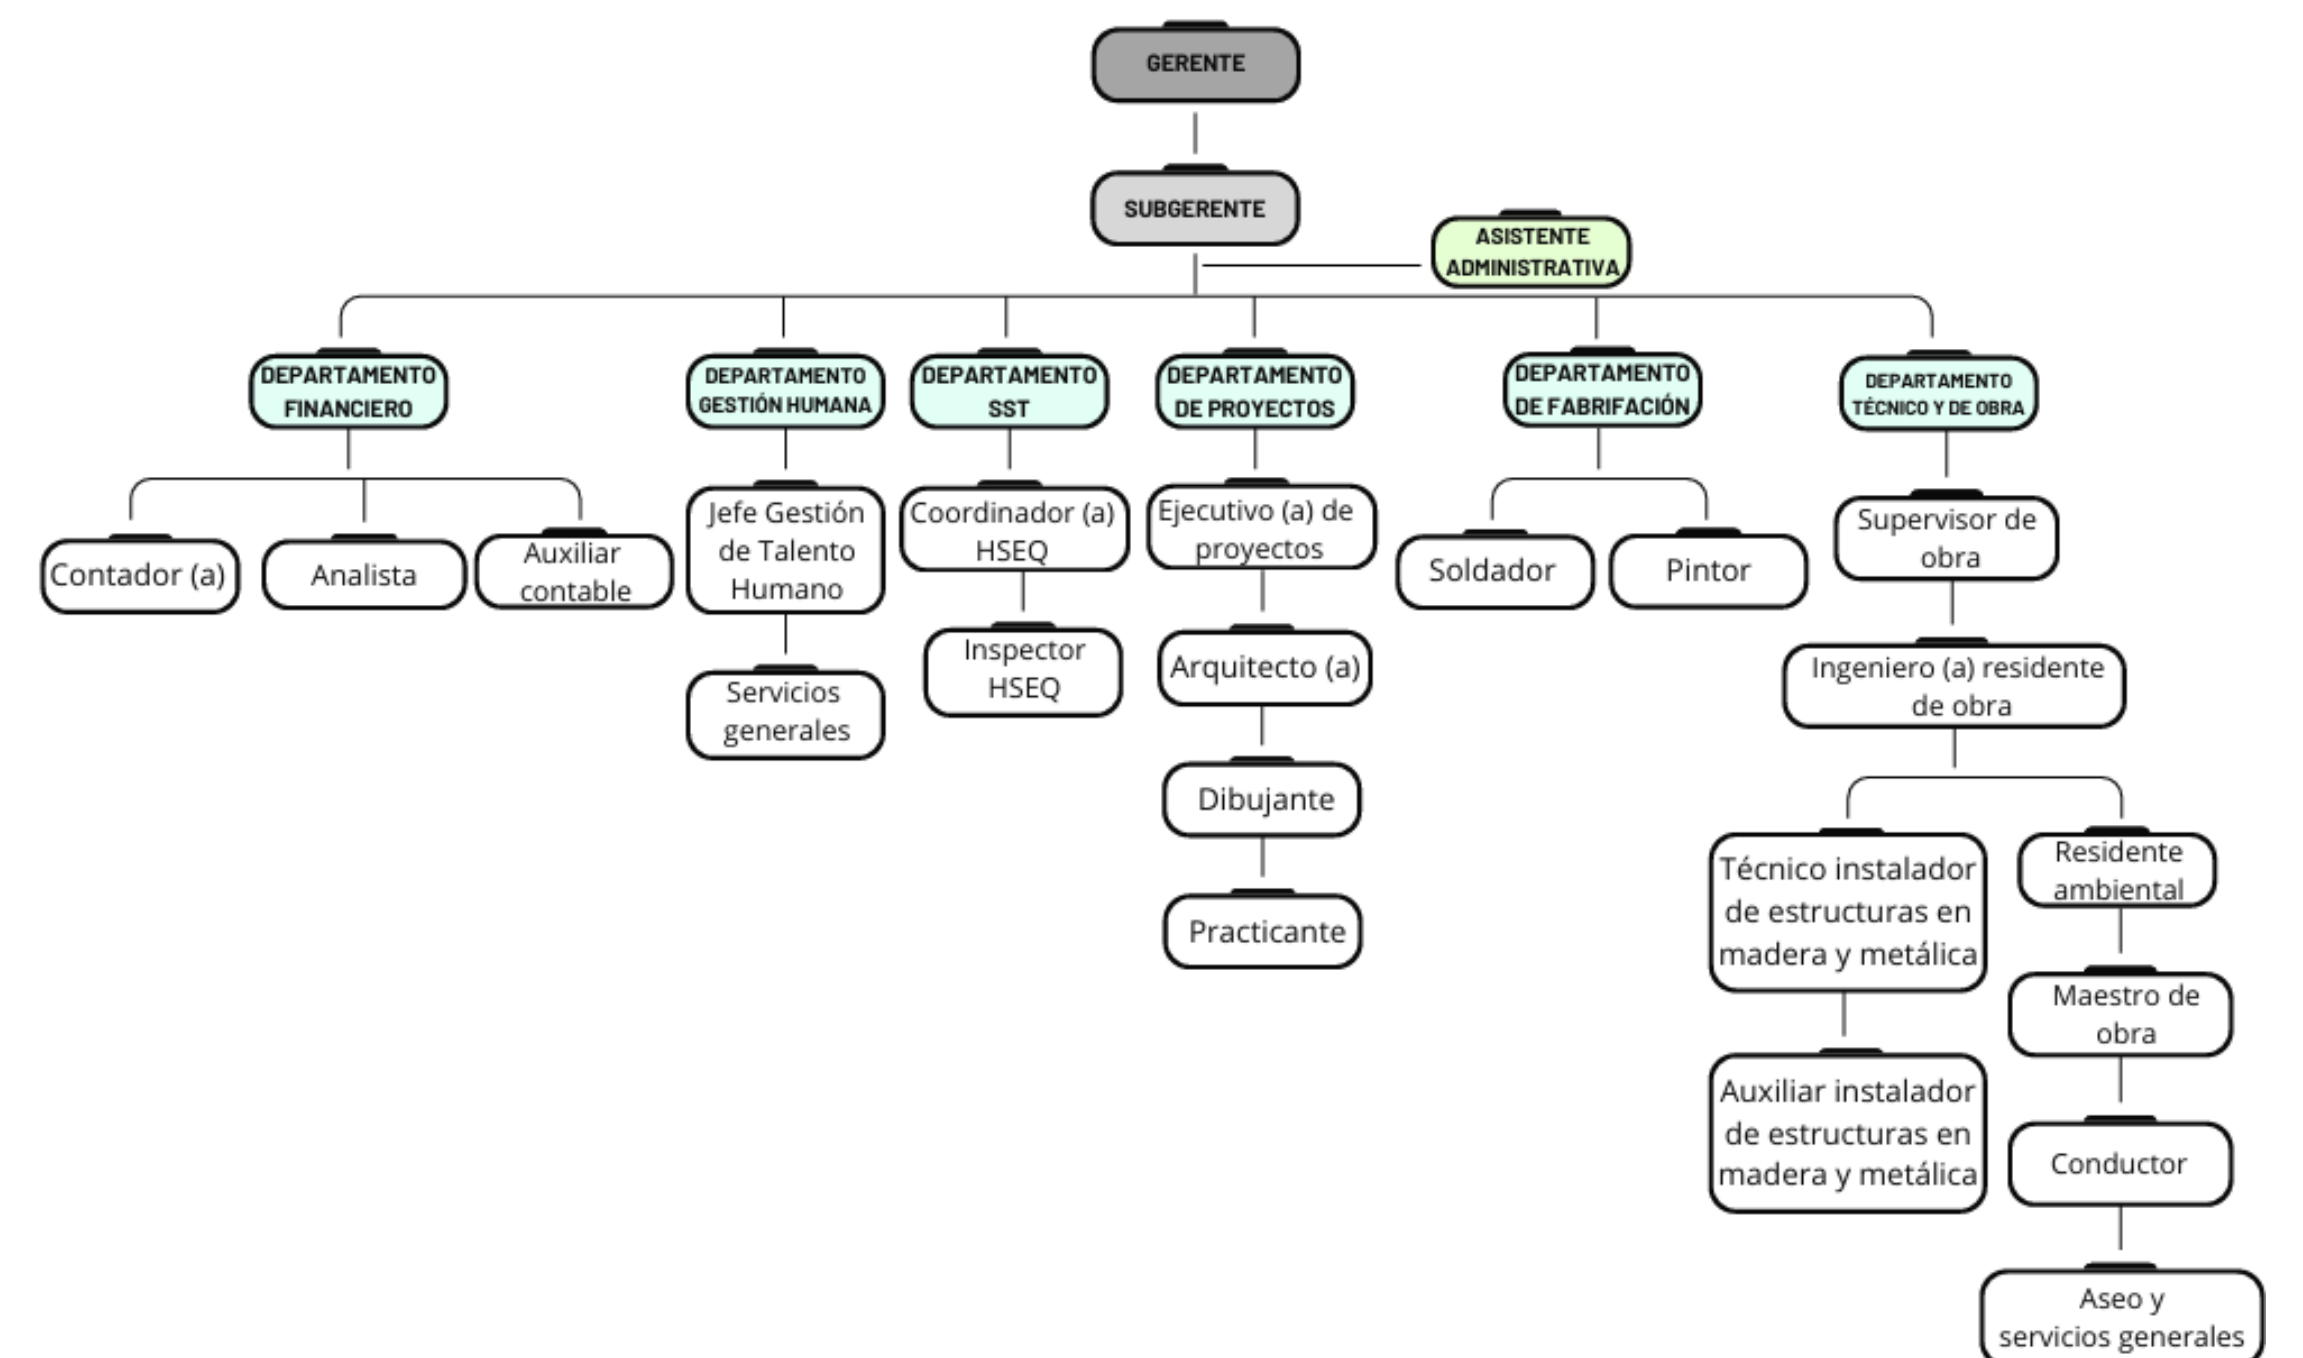 GERENTE
SUBGERENTE
ASISTENTE
ADMINISTRATIVA
DEPARTAMENTO
FINANCIERO
DEPARTAMENTO
GESTIÓN HUMANA
DEPARTAMENTO
SST
DEPARTAMENTO
DE PROYECTOS
DEPARTAMENTO
DE FABRIFACIÓN
DEPARTAMENTO
TÉCNICO Y DE OBRA
Contador (a)
Analista
Auxiliar
contable
Jefe Gestión
de Talento
Humano
Servicios
generales
Coordinador (a)
HSEQ
Inspector
HSEQ
Ejecutivo (a) de
proyectos
Arquitecto (a)
Dibujante
Practicante
Soldador
Pintor
Supervisor de
obra
Ingeniero (a) residente
de obra
Técnico instalador
de estructuras en
madera y metálica
Auxiliar instalador
de estructuras en
madera y metálica
Residente
ambiental
Maestro de
obra
Conductor
Aseo y
servicios generales